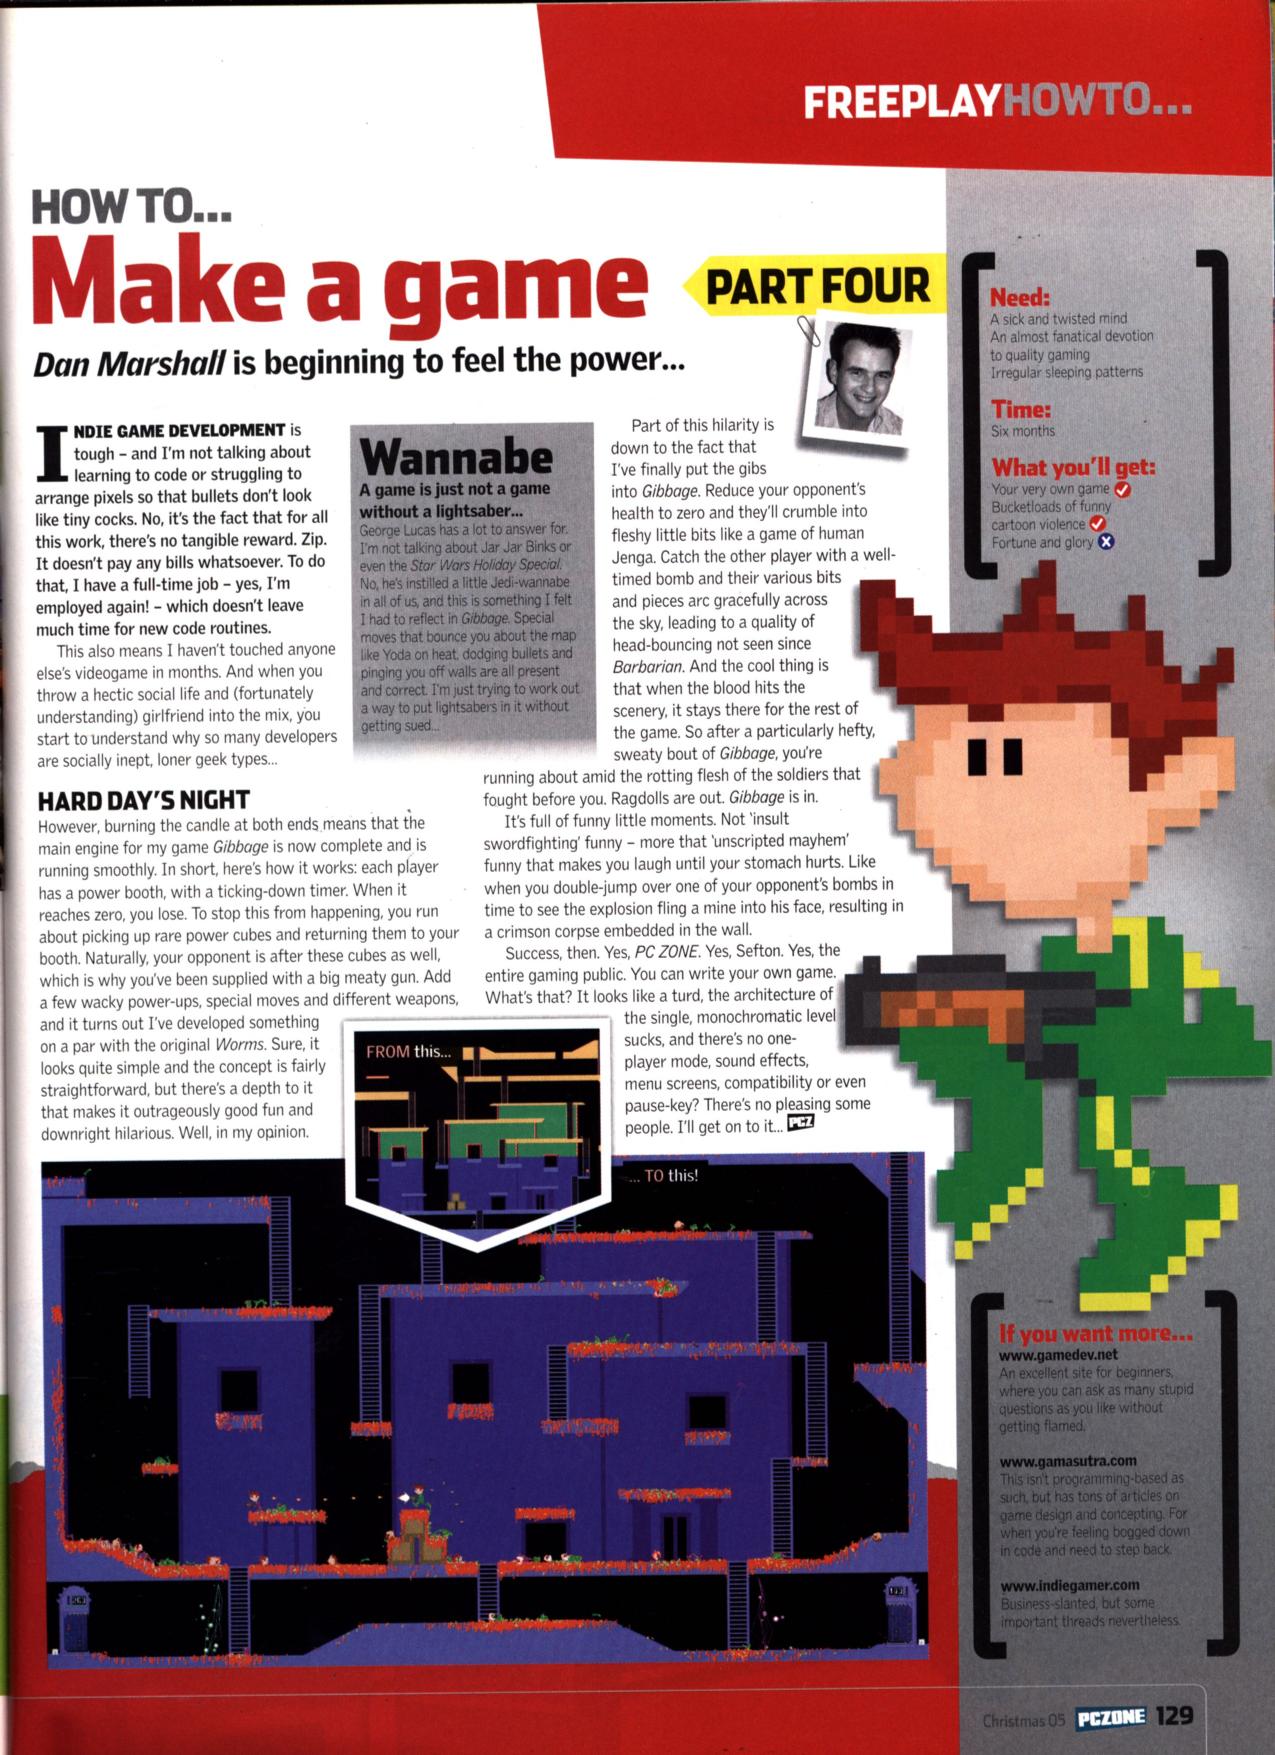 FREEPLAYHOWTO...
HOW TO...
Make a game
PART FOUR
Dan Marshall is beginning to feel the power...
INDIE GAME DEVELOPMENT is
tough – and I'm not talking about
learning to code or struggling to
arrange pixels so that bullets don't look
like tiny cocks. No, it's the fact that for all
this work, there's no tangible reward. Zip.
It doesn't pay any bills whatsoever. To do
that, I have a full-time job – yes, I'm
employed again! – which doesn't leave
much time for new code routines.
This also means I haven't touched anyone
else's videogame in months. And when you
throw a hectic social life and (fortunately
understanding) girlfriend into the mix, you
start to understand why so many developers
are socially inept, loner geek types...
HARD DAY'S NIGHT
However, burning the candle at both ends means that the
main engine for my game Gibbage is now complete and is
running smoothly. In short, here's how it works: each player
has a power booth, with a ticking-down timer. When it
reaches zero, you lose. To stop this from happening, you run
about picking up rare power cubes and returning them to your
booth. Naturally, your opponent is after these cubes as well,
which is why you've been supplied with a big meaty gun. Add
a few wacky power-ups, special moves and different weapons,
and it turns out I've developed something
on a par with the original Worms. Sure, it
looks quite simple and the concept is fairly
straightforward, but there's a depth to it
that makes it outrageously good fun and
downright hilarious. Well, in my opinion.
Wannabe
A game is just not a game
without a lightsaber...
George Lucas has a lot to answer for.
I'm not talking about Jar Jar Binks or
even the Star Wars Holiday Special.
No, he's instilled a little Jedi-wannabe
in all of us, and this is something I felt
I had to reflect in Gibbage. Special
moves that bounce you about the map
like Yoda on heat, dodging bullets and
pinging you off walls are all present
and correct. I'm just trying to work out
a way to put lightsabers in it without
getting sued...
Part of this hilarity is
down to the fact that
I've finally put the gibs
into Gibbage. Reduce your opponent's
health to zero and they'll crumble into
fleshy little bits like a game of human
Jenga. Catch the other player with a well-
timed bomb and their various bits
and pieces arc gracefully across
the sky, leading to a quality of
head-bouncing not seen since
Barbarian. And the cool thing is
that when the blood hits the
scenery, it stays there for the rest of
the game. So after a particularly hefty,
sweaty bout of Gibbage, you're
running about amid the rotting flesh of the soldiers that
fought before you. Ragdolls are out. Gibbage is in.
It's full of funny little moments. Not 'insult
swordfighting' funny – more that 'unscripted mayhem'
funny that makes you laugh until your stomach hurts. Like
when you double-jump over one of your opponent's bombs in
time to see the explosion fling a mine into his face, resulting in
a crimson corpse embedded in the wall.
Success, then. Yes, PC ZONE. Yes, Sefton. Yes, the
entire gaming public. You can write your own game.
What's that? It looks like a turd, the architecture of
the single, monochromatic level
sucks, and there's no one-
player mode, sound effects,
menu screens, compatibility or even
pause-key? There's no pleasing some
people. I'll get on to it... PCZ
FROM this...
... TO this!
Need:
A sick and twisted mind
An almost fanatical devotion
to quality gaming
Irregular sleeping patterns
Time:
Six months
What you'll get:
Your very own game
Bucketloads of funny
cartoon violence
Fortune and glory
If you want more...
www.gamedev.net
An excellent site for beginners,
where you can ask as many stupid
questions as you like without
getting flamed.
www.gamasutra.com
This isn't programming-based as
such, but has tons of articles on
game design and concepting. For
when you're feeling bogged down
in code and need to step back.
www.indiegamer.com
Business-slanted, but some
important threads nevertheless.
Christmas 05 PCZONE 129